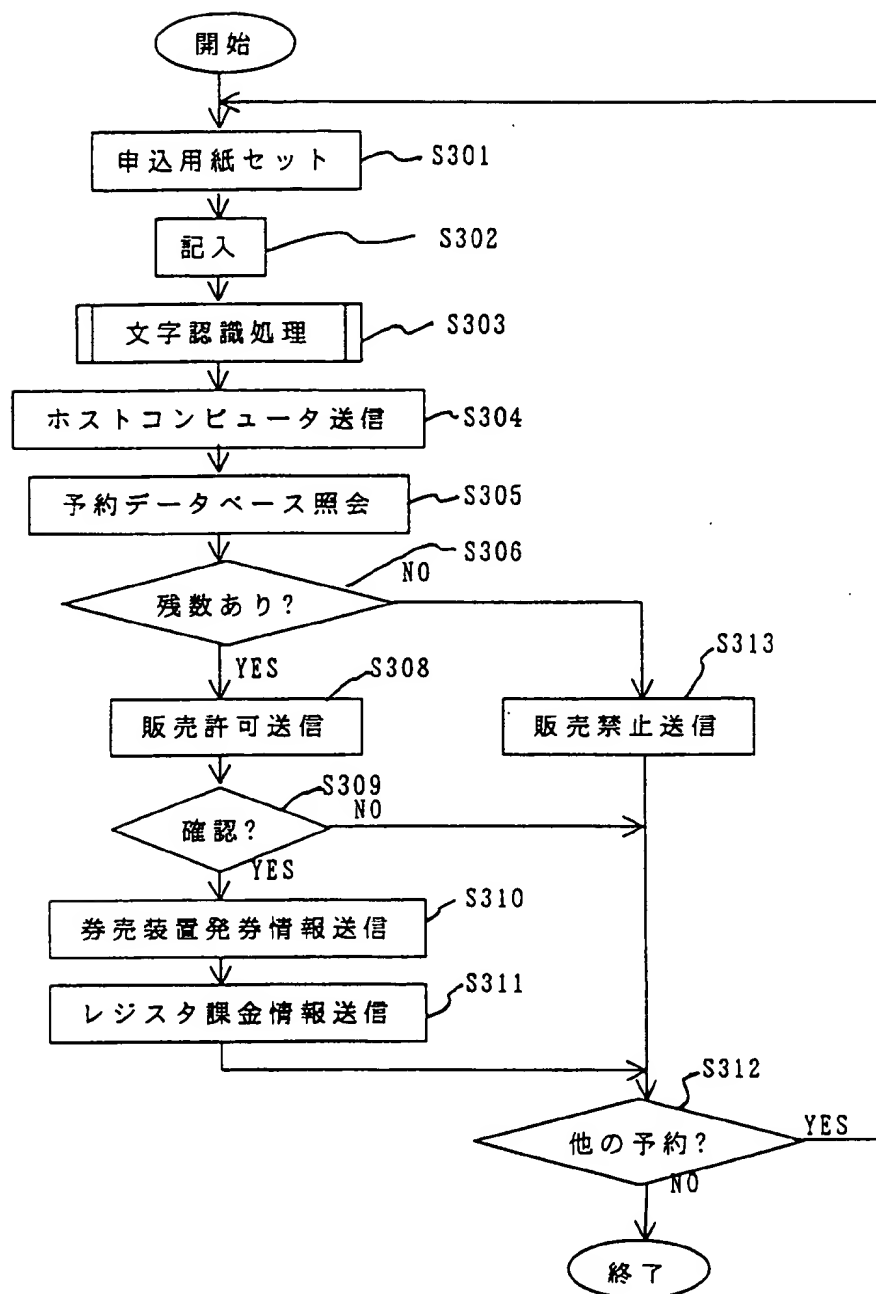 開始
申込用紙セット
S301
記入
S302
文字認識処理
S303
ホストコンピュータ送信
S304
予約データベース照会
S305
S306
残数あり?
NO
YES
S308
S313
販売許可送信
販売禁止送信
S309
確認?
NO
YES
S310
券売装置発券情報送信
S311
レジスタ課金情報送信
S312
他の予約?
YES
NO
終了